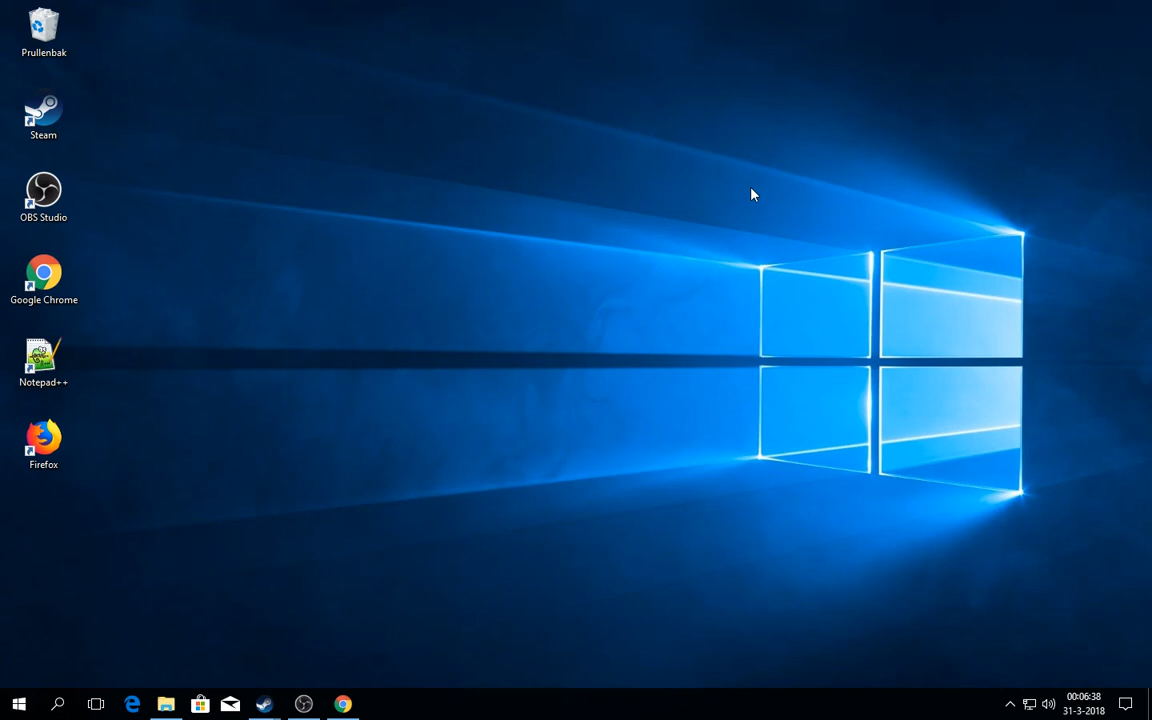 Prullenbak
Steam
OBS Studio
Google Chrome
Notepad++
Firefox
00:06:38
31-3-2018